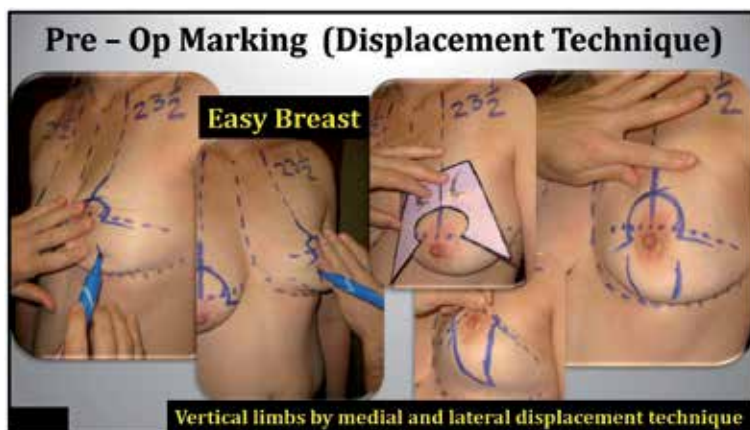 Pre – Op Marking (Displacement Technique)
23½
Easy Breast
23½
23½
½
Vertical limbs by medial and lateral displacement technique